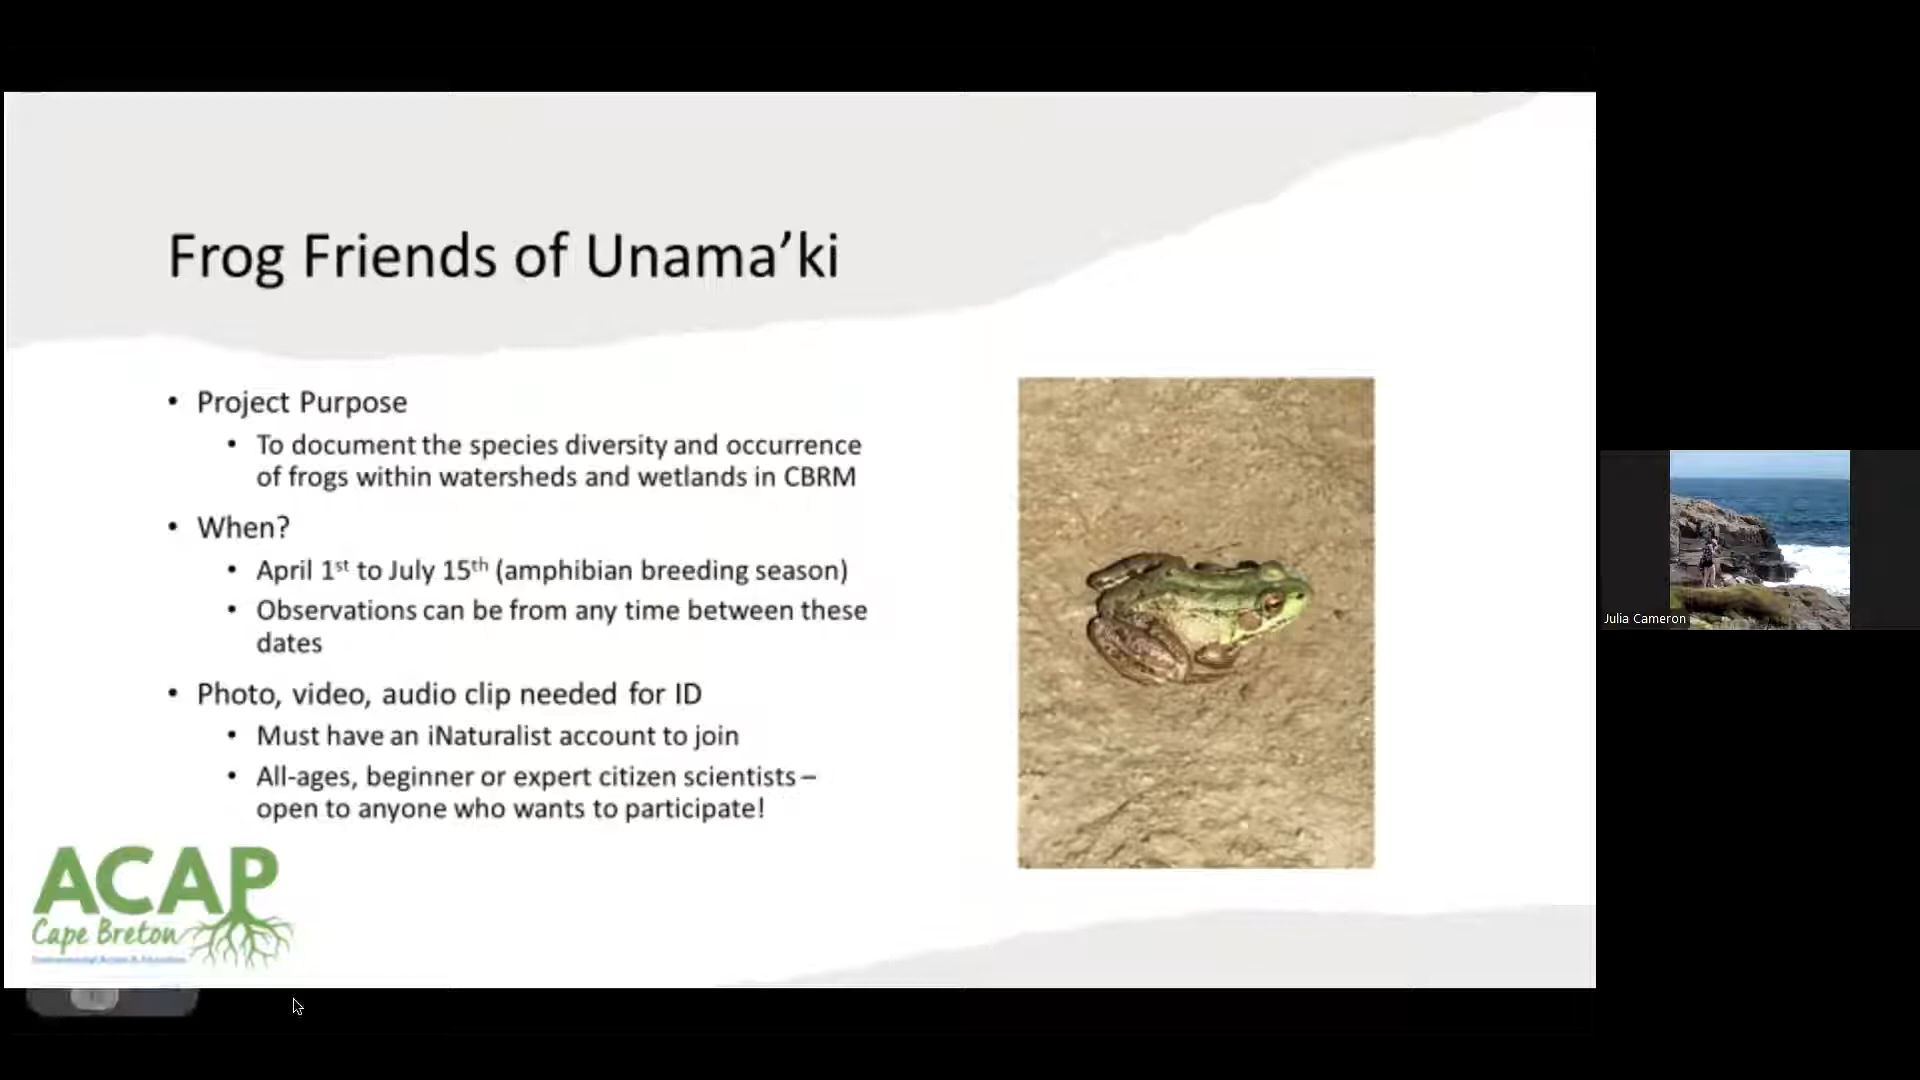 Frog Friends of Unama’ki
• Project Purpose
• To document the species diversity and occurrence
of frogs within watersheds and wetlands in CBRM
• When?
• April 1st to July 15th (amphibian breeding season)
• Observations can be from any time between these
dates
• Photo, video, audio clip needed for ID
• Must have an iNaturalist account to join
• All-ages, beginner or expert citizen scientists –
open to anyone who wants to participate!
ACAP
Cape Breton
Julia Cameron